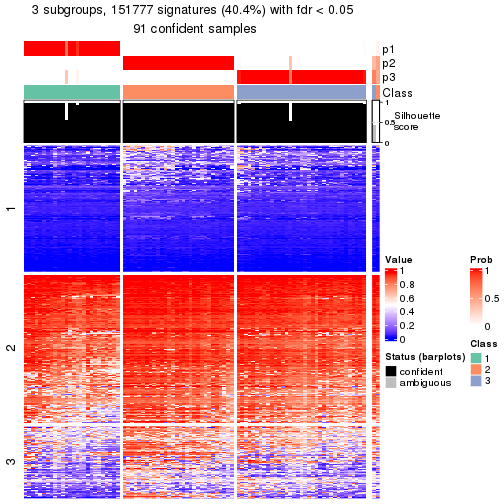 3 subgroups, 151777 signatures (40.4%) with fdr < 0.05
91 confident samples
p1
p2
p3
Class
1
0.5
0
Silhouette
score
1
2
3
Value
1
0.8
0.6
0.4
0.2
0
Prob
1
0.5
0
Status (barplots)
confident
ambiguous
Class
1
2
3